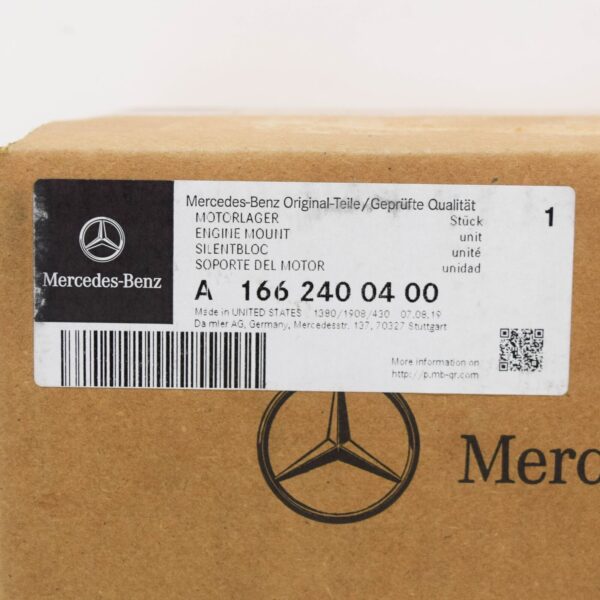 Mercedes-Benz Original-Teile/Geprüfte Qualität
MOTORLAGER Stück 1
ENGINE MOUNT unit
SILENTBLOC unité
SOPORTE DEL MOTOR unidad
Mercedes-Benz
A 166 240 04 00
Made in UNITED STATES 1380/1908/430 07.08.19
Daimler AG, Germany, Mercedesstr. 137, 70327 Stuttgart
More information on
http://p.mb-qr.com
Merc